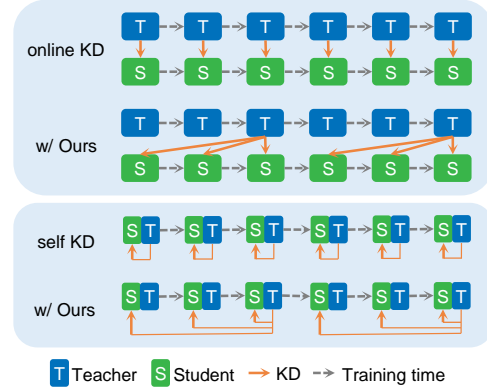 online KD T T T T T T
S S S S S S
w/ Ours T T T T T T
S S S S S S
self KD S T S T S T S T S T S T
w/ Ours S T S T S T S T S T S T
T Teacher S Student KD Training time